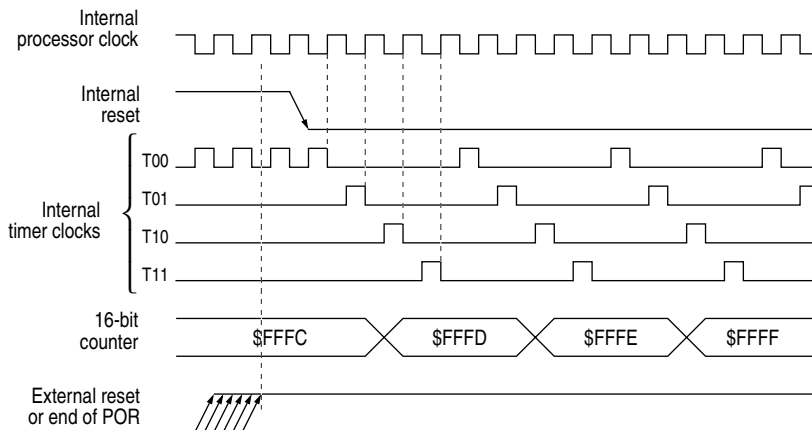 Internal
processor clock
Internal
reset
T00
T01
Internal
timer clocks
T10
T11
16-bit
counter
$FFFC
$FFFD
$FFFE
$FFFF
External reset
or end of POR